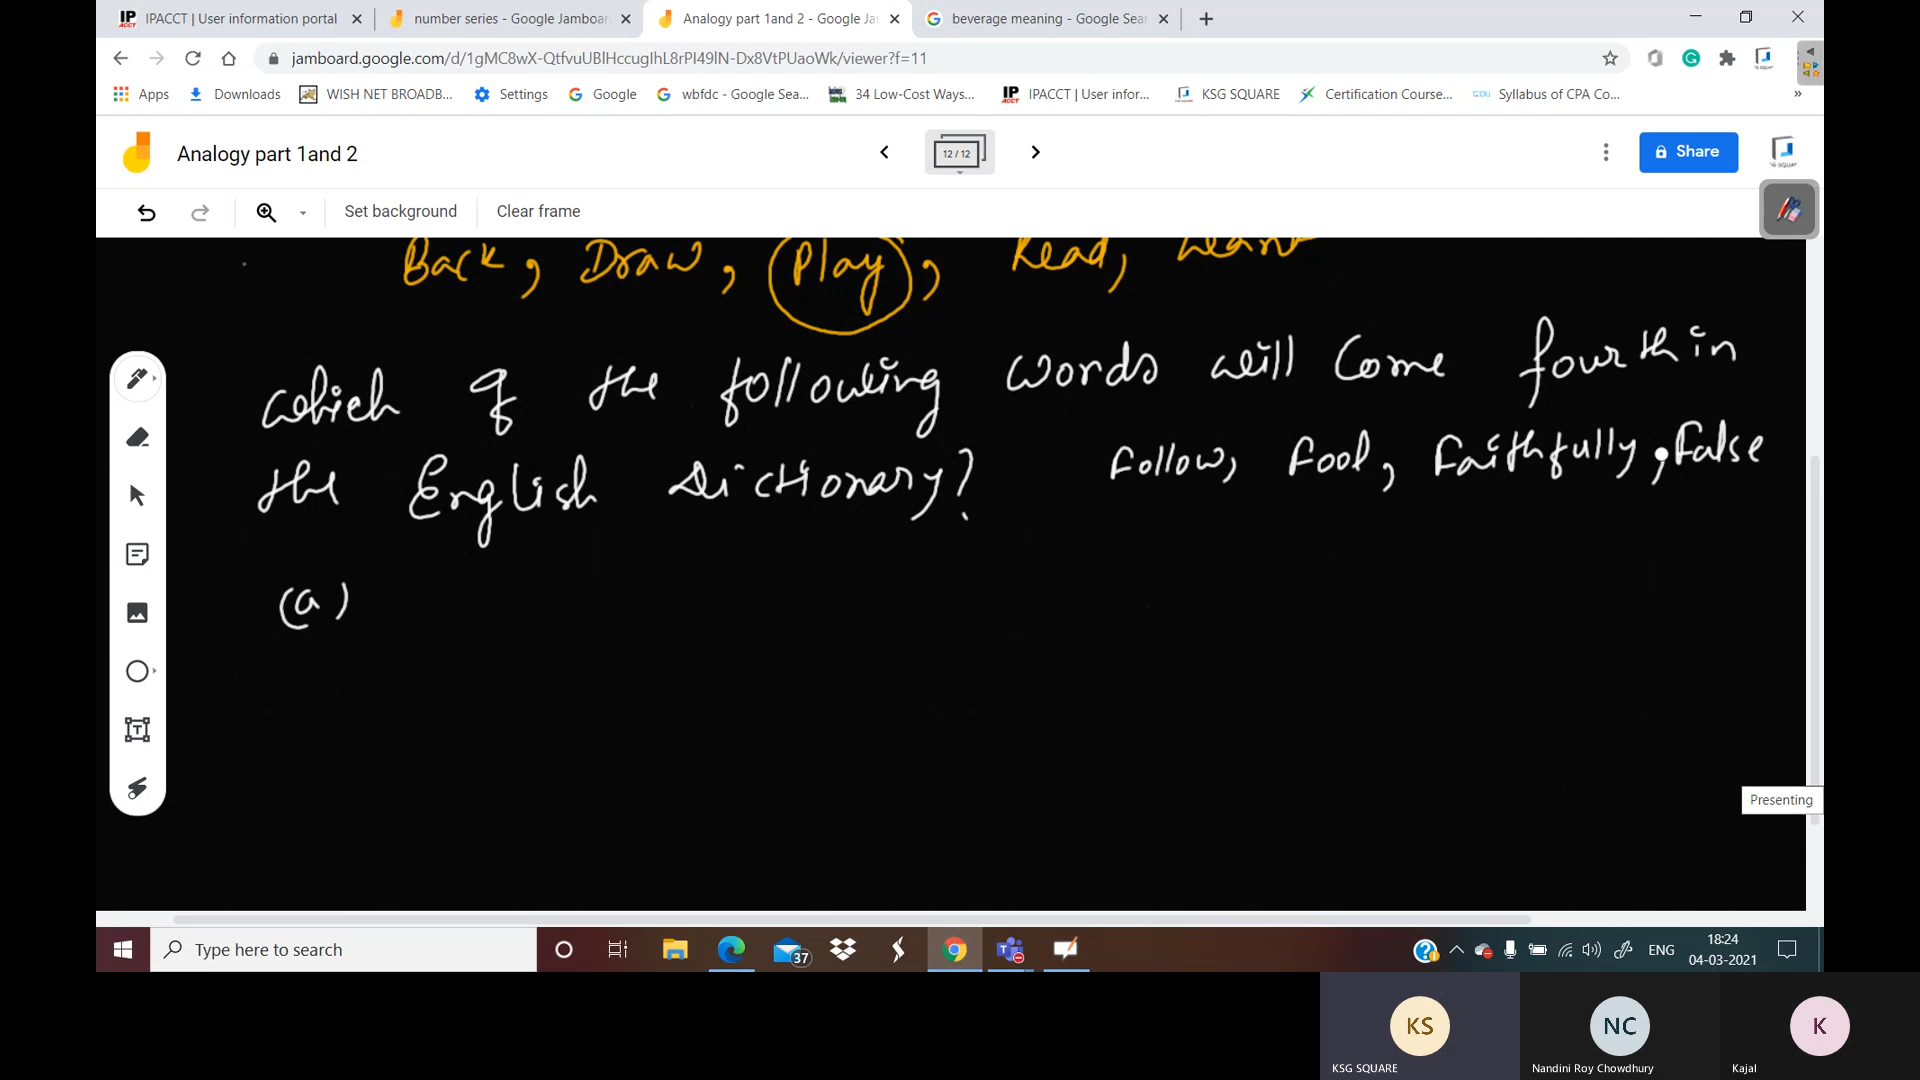 IPACCT | User information portal
number series - Google Jamboar
Analogy part 1and 2 - Google Ja
beverage meaning - Google Sea
jamboard.google.com/d/1gMC8wX-QtfvuUBlHccugIhL8rPI49lN-Dx8VtPUaoWk/viewer?f=11
Apps Downloads WISH NET BROADB... Settings Google wbfdc - Google Sea... 34 Low-Cost Ways... IPACCT | User infor... KSG SQUARE Certification Course... Syllabus of CPA Co... »
Analogy part 1and 2
12 / 12
Share
Set background Clear frame
Back, Draw, Play, Read, Learn
which of the following words will come fourth in
the English Dictionary? Follow, Fool, Faithfully, False
(a)
Presenting
Type here to search
37
ENG
18:24
04-03-2021
KS NC K
KSG SQUARE Nandini Roy Chowdhury Kajal